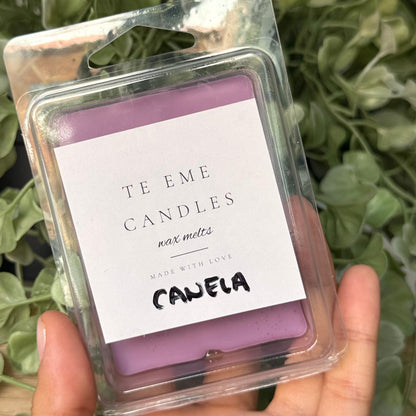 TE EME
CANDLES
wax melts
MADE WITH LOVE
CANELA